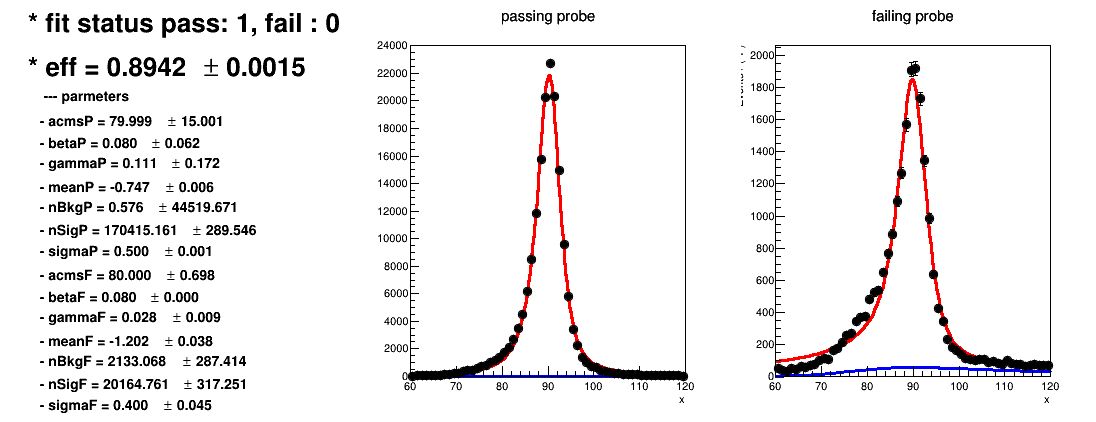 * fit status pass: 1, fail : 0
* eff = 0.8942 ± 0.0015
--- parmeters
- acmsP = 79.999 ± 15.001
- betaP = 0.080 ± 0.062
- gammaP = 0.111 ± 0.172
- meanP = -0.747 ± 0.006
- nBkgP = 0.576 ± 44519.671
- nSigP = 170415.161 ± 289.546
- sigmaP = 0.500 ± 0.001
- acmsF = 80.000 ± 0.698
- betaF = 0.080 ± 0.000
- gammaF = 0.028 ± 0.009
- meanF = -1.202 ± 0.038
- nBkgF = 2133.068 ± 287.414
- nSigF = 20164.761 ± 317.251
- sigmaF = 0.400 ± 0.045
passing probe
24000
22000
20000
18000
16000
14000
12000
10000
8000
6000
4000
2000
0
60 70 80 90 100 110 120
x
failing probe
2000
1800
1600
1400
1200
1000
800
600
400
200
0
60 70 80 90 100 110 120
x